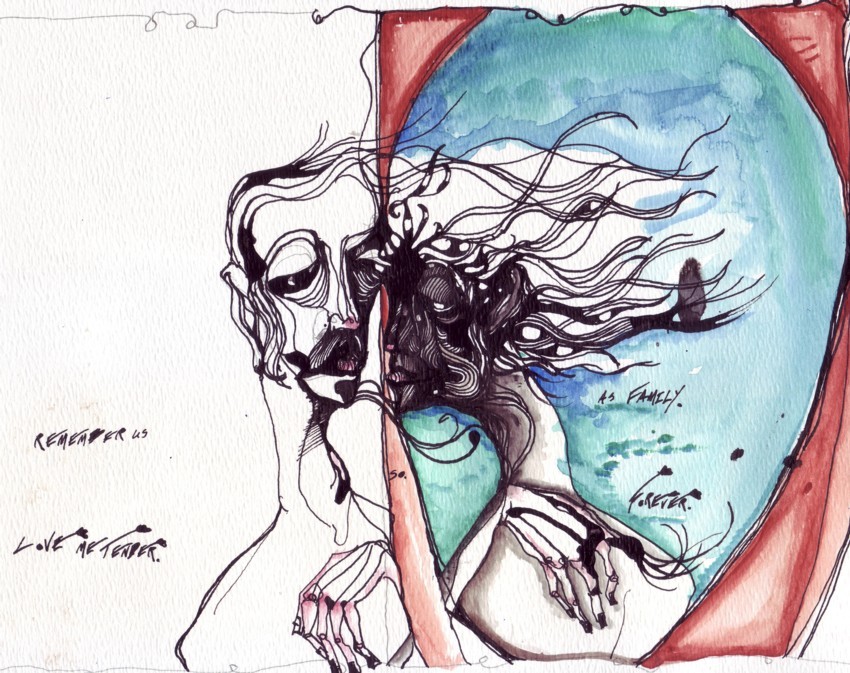 REMEMBER US
LOVE ME TENDER.
SO.
AS FAMILY.
FOREVER.